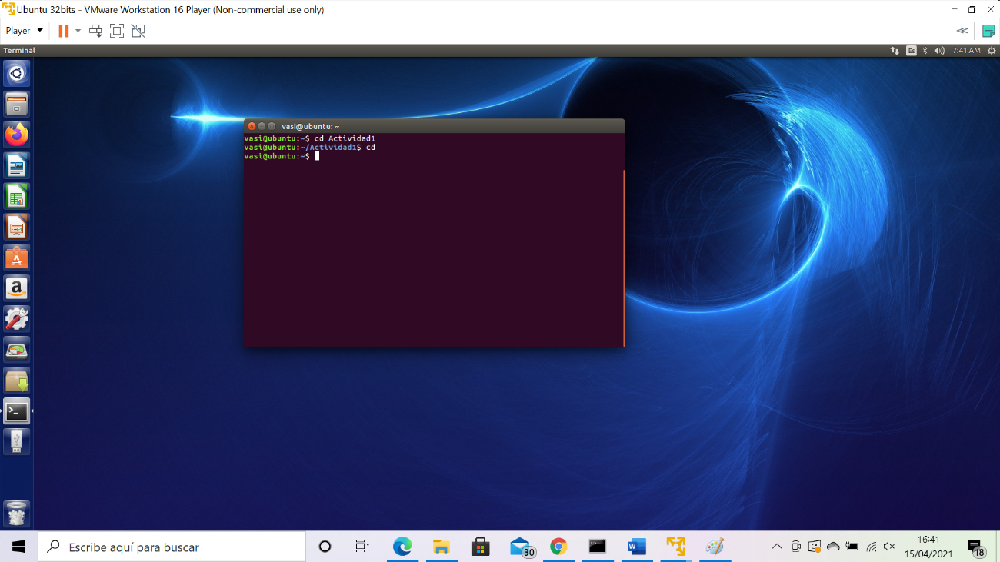 Ubuntu 32bits - VMware Workstation 16 Player (Non-commercial use only)
Player
Terminal
Es
7:41 AM
vasi@ubuntu: ~
vasi@ubuntu:~$ cd Actividad1
vasi@ubuntu:~/Actividad1$ cd
vasi@ubuntu:~$
Escribe aquí para buscar
30
16:41
15/04/2021
18